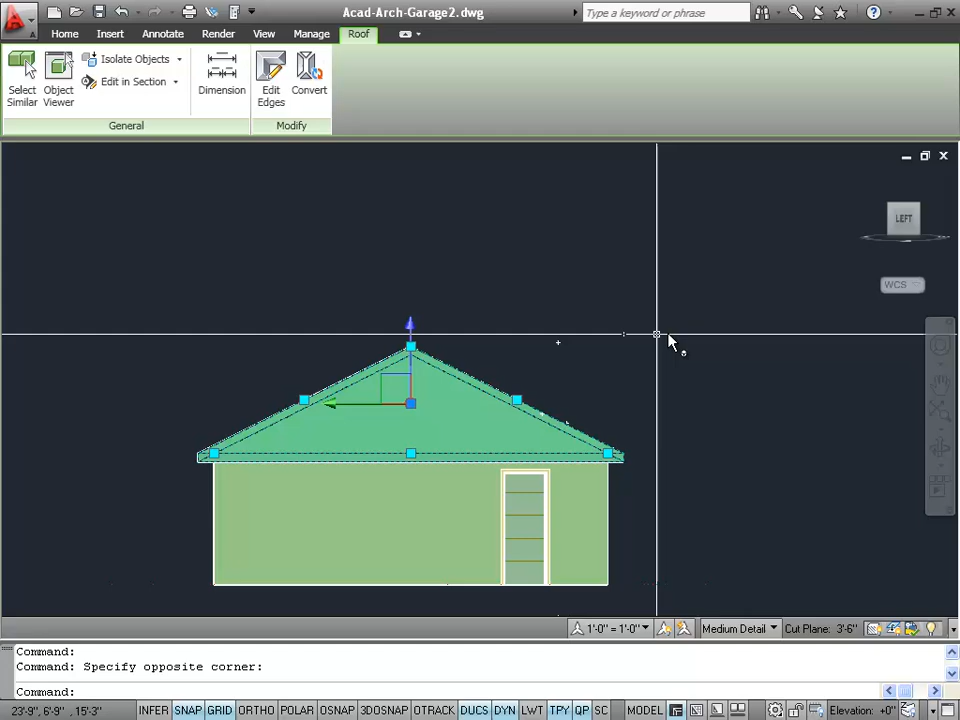 Acad-Arch-Garage2.dwg
Type a keyword or phrase
Home Insert Annotate Render View Manage Roof
Select Similar
Object Viewer
Isolate Objects
Edit in Section
Dimension
Edit Edges
Convert
General
Modify
LEFT
WCS
1'-0" = 1'-0"
Medium Detail
Cut Plane: 3'-6"
Command:
Command: Specify opposite corner:
Command:
23'-9", 6'-9" , 15'-3"
INFER SNAP GRID ORTHO POLAR OSNAP 3DOSNAP OTRACK DUCS DYN LWT TPY QP SC
MODEL
Elevation: +0"